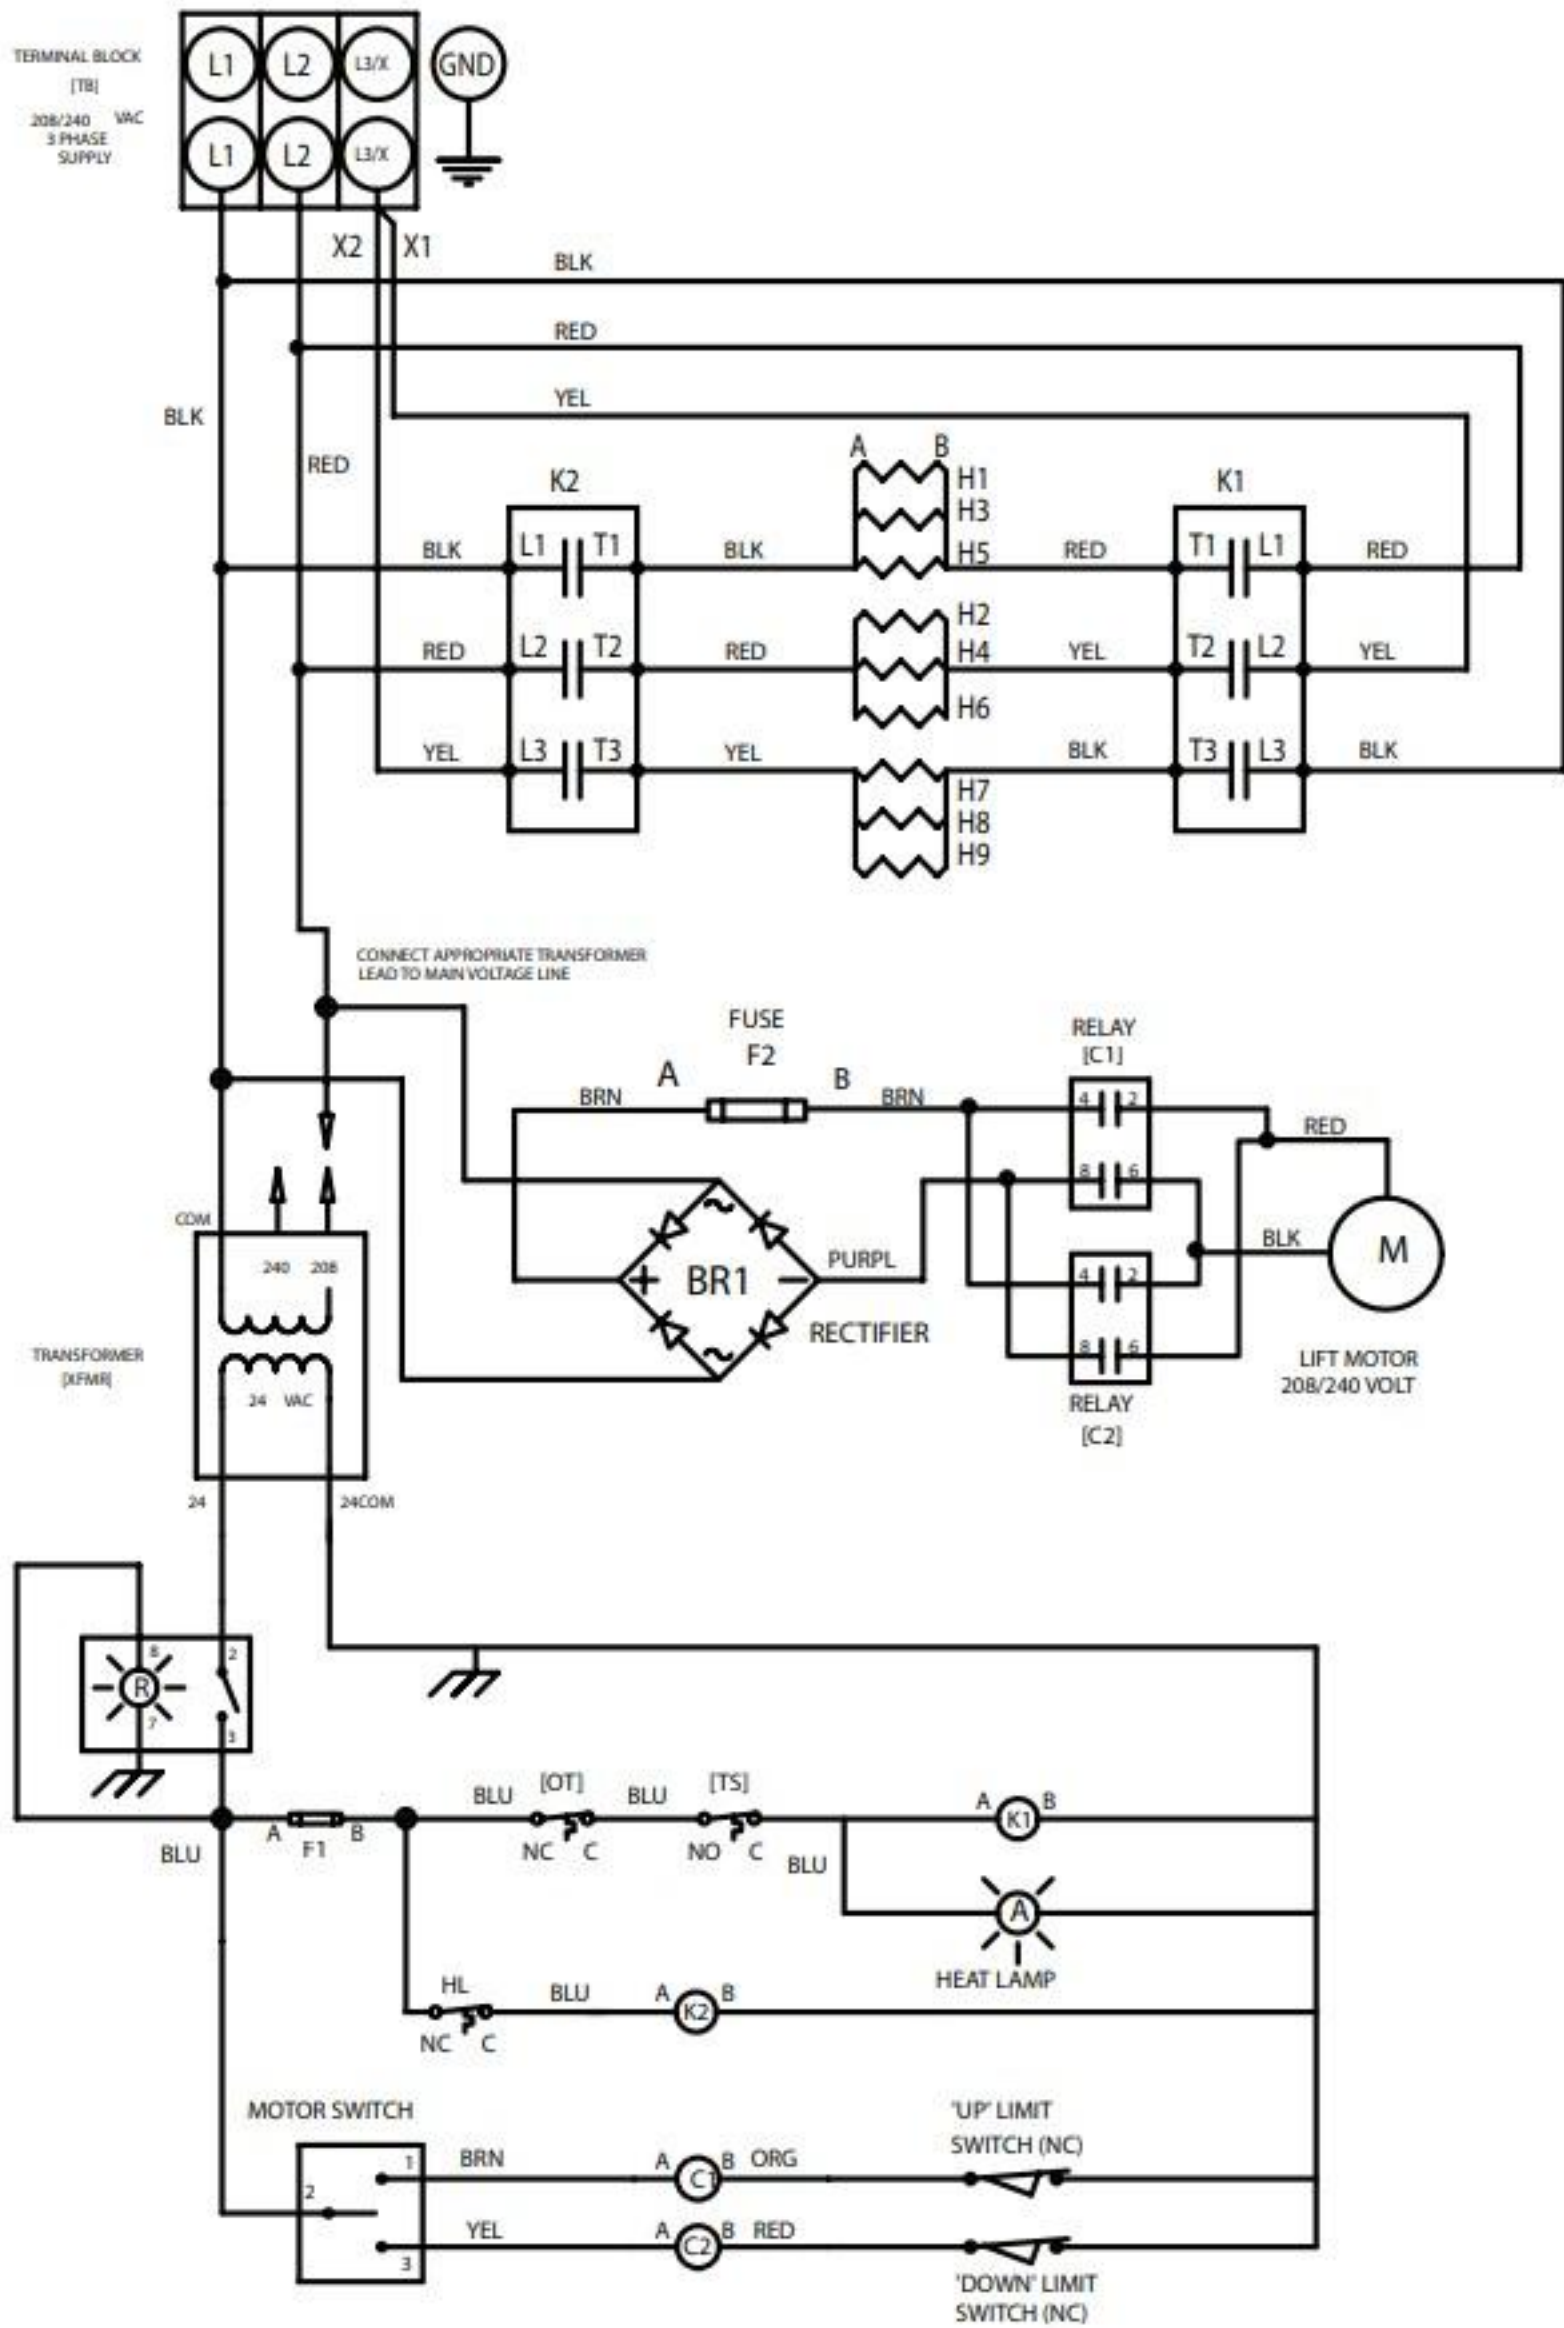 L1 L2 L3/X GND
TERMINAL BLOCK
[TB]
208/240 VAC
3 PHASE
SUPPLY
L1 L2 L3/X
X2 X1
BLK
RED
YEL
BLK
RED
A B
K2
K1
H1
H3
H5
BLK L1 T1 BLK RED T1 L1 RED
H2
H4
RED L2 T2 RED YEL T2 L2 YEL
H6
YEL L3 T3 YEL BLK T3 L3 BLK
H7
H8
H9
CONNECT APPROPRIATE TRANSFORMER
LEAD TO MAIN VOLTAGE LINE
FUSE
F2
RELAY
[C1]
A B
BRN BRN
4 2
RED
8 6
COM
240 208
BR1
+ −
PURPL
BLK
M
4 2
RECTIFIER
8 6
TRANSFORMER
[XFMR]
24 VAC
LIFT MOTOR
208/240 VOLT
RELAY
[C2]
24 24COM
8 2
R
7 3
BLU [OT] BLU [TS]
A F1 B
NC C NO C
BLU
BLU
A K1 B
A
HEAT LAMP
HL
BLU
A K2 B
NC C
MOTOR SWITCH
'UP' LIMIT
SWITCH (NC)
1 BRN A C1 B ORG
2
3 YEL A C2 B RED
'DOWN' LIMIT
SWITCH (NC)